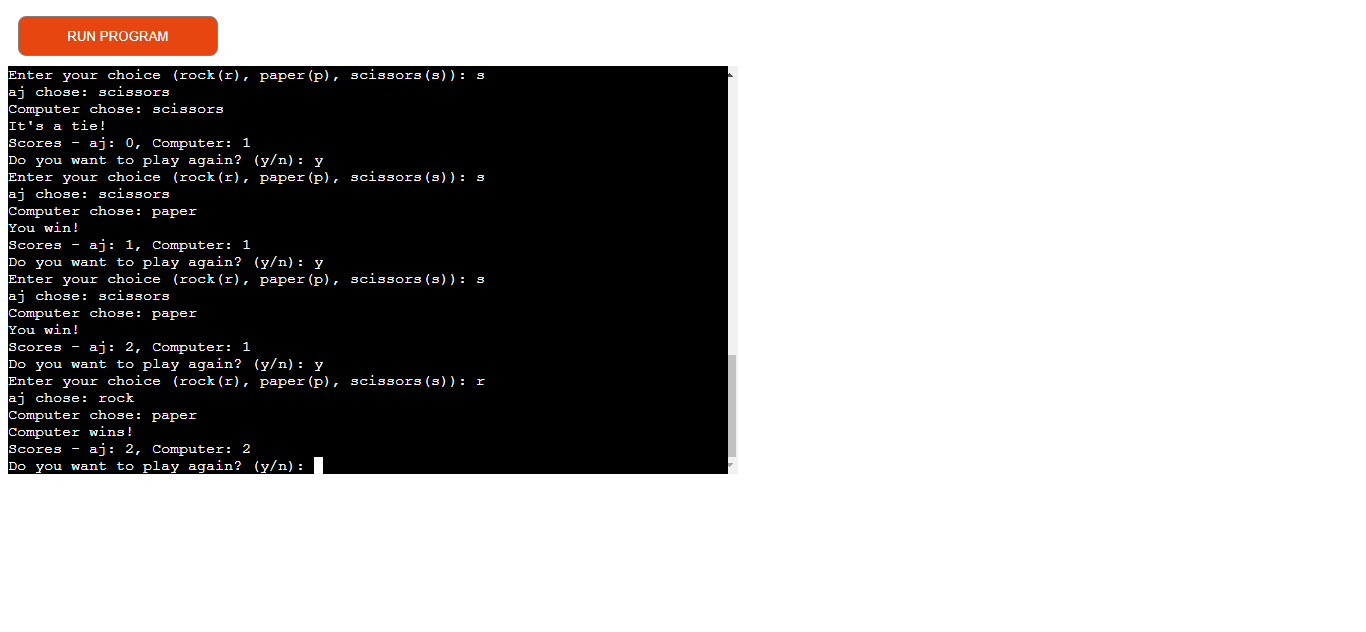 RUN PROGRAM
Enter your choice (rock(r), paper(p), scissors(s)): s
aj chose: scissors
Computer chose: scissors
It's a tie!
Scores - aj: 0, Computer: 1
Do you want to play again? (y/n): y
Enter your choice (rock(r), paper(p), scissors(s)): s
aj chose: scissors
Computer chose: paper
You win!
Scores - aj: 1, Computer: 1
Do you want to play again? (y/n): y
Enter your choice (rock(r), paper(p), scissors(s)): s
aj chose: scissors
Computer chose: paper
You win!
Scores - aj: 2, Computer: 1
Do you want to play again? (y/n): y
Enter your choice (rock(r), paper(p), scissors(s)): r
aj chose: rock
Computer chose: paper
Computer wins!
Scores - aj: 2, Computer: 2
Do you want to play again? (y/n):